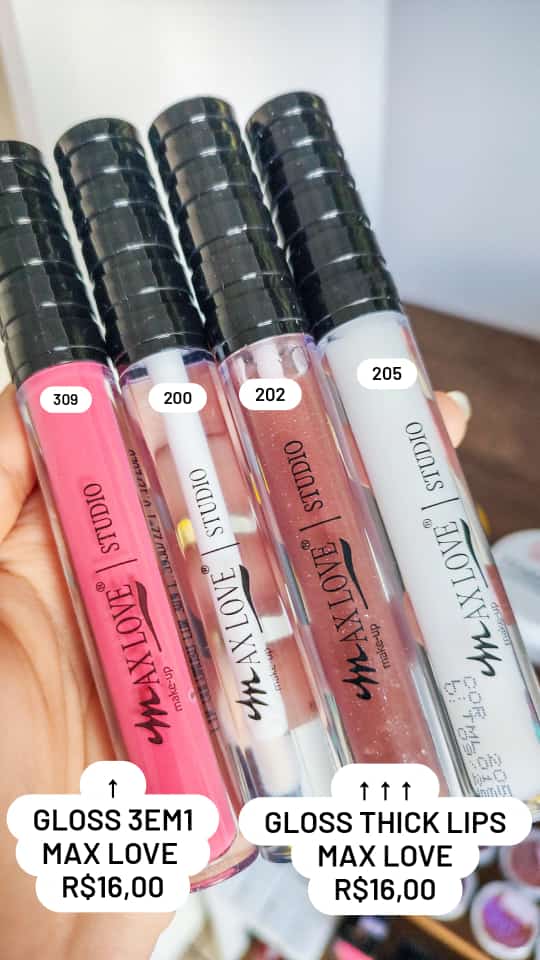 309
200
202
205
make-up
MAX LOVE® | STUDIO
make-up
MAX LOVE® | STUDIO
make-up
MAX LOVE® | STUDIO
make-up
MAX LOVE® | STUDIO
↑
GLOSS 3EM1
MAX LOVE
R$16,00
↑ ↑ ↑
GLOSS THICK LIPS
MAX LOVE
R$16,00